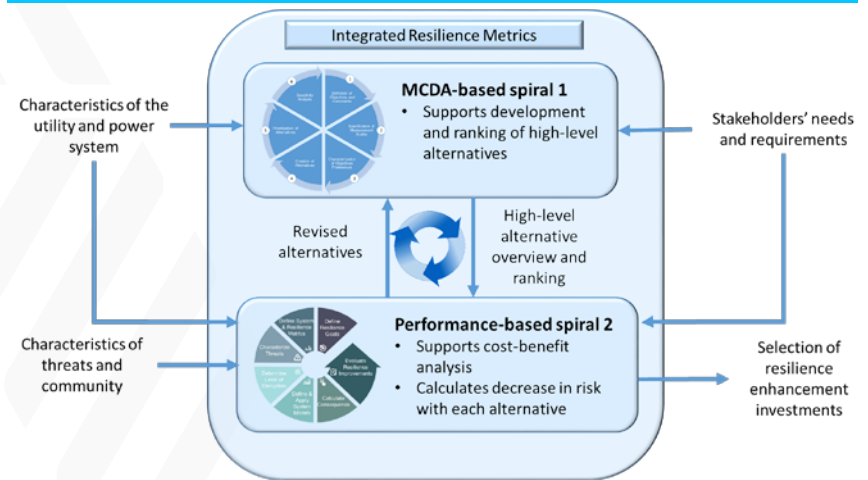 Integrated Resilience Metrics
MCDA-based spiral 1
• Supports development
and ranking of high-level
alternatives
Characteristics of the
utility and power
system
Stakeholders' needs
and requirements
Revised
alternatives
High-level
alternative
overview and
ranking
Performance-based spiral 2
• Supports cost-benefit
analysis
• Calculates decrease in risk
with each alternative
Define System
& Resilience
Metrics
Define
Resilience
Goals
Characterize
Threats
Evaluate
Resilience
Improvements
Define &
Apply
System
Models
Calculate
Consequence
Characteristics of
threats and
community
Selection of
resilience
enhancement
investments